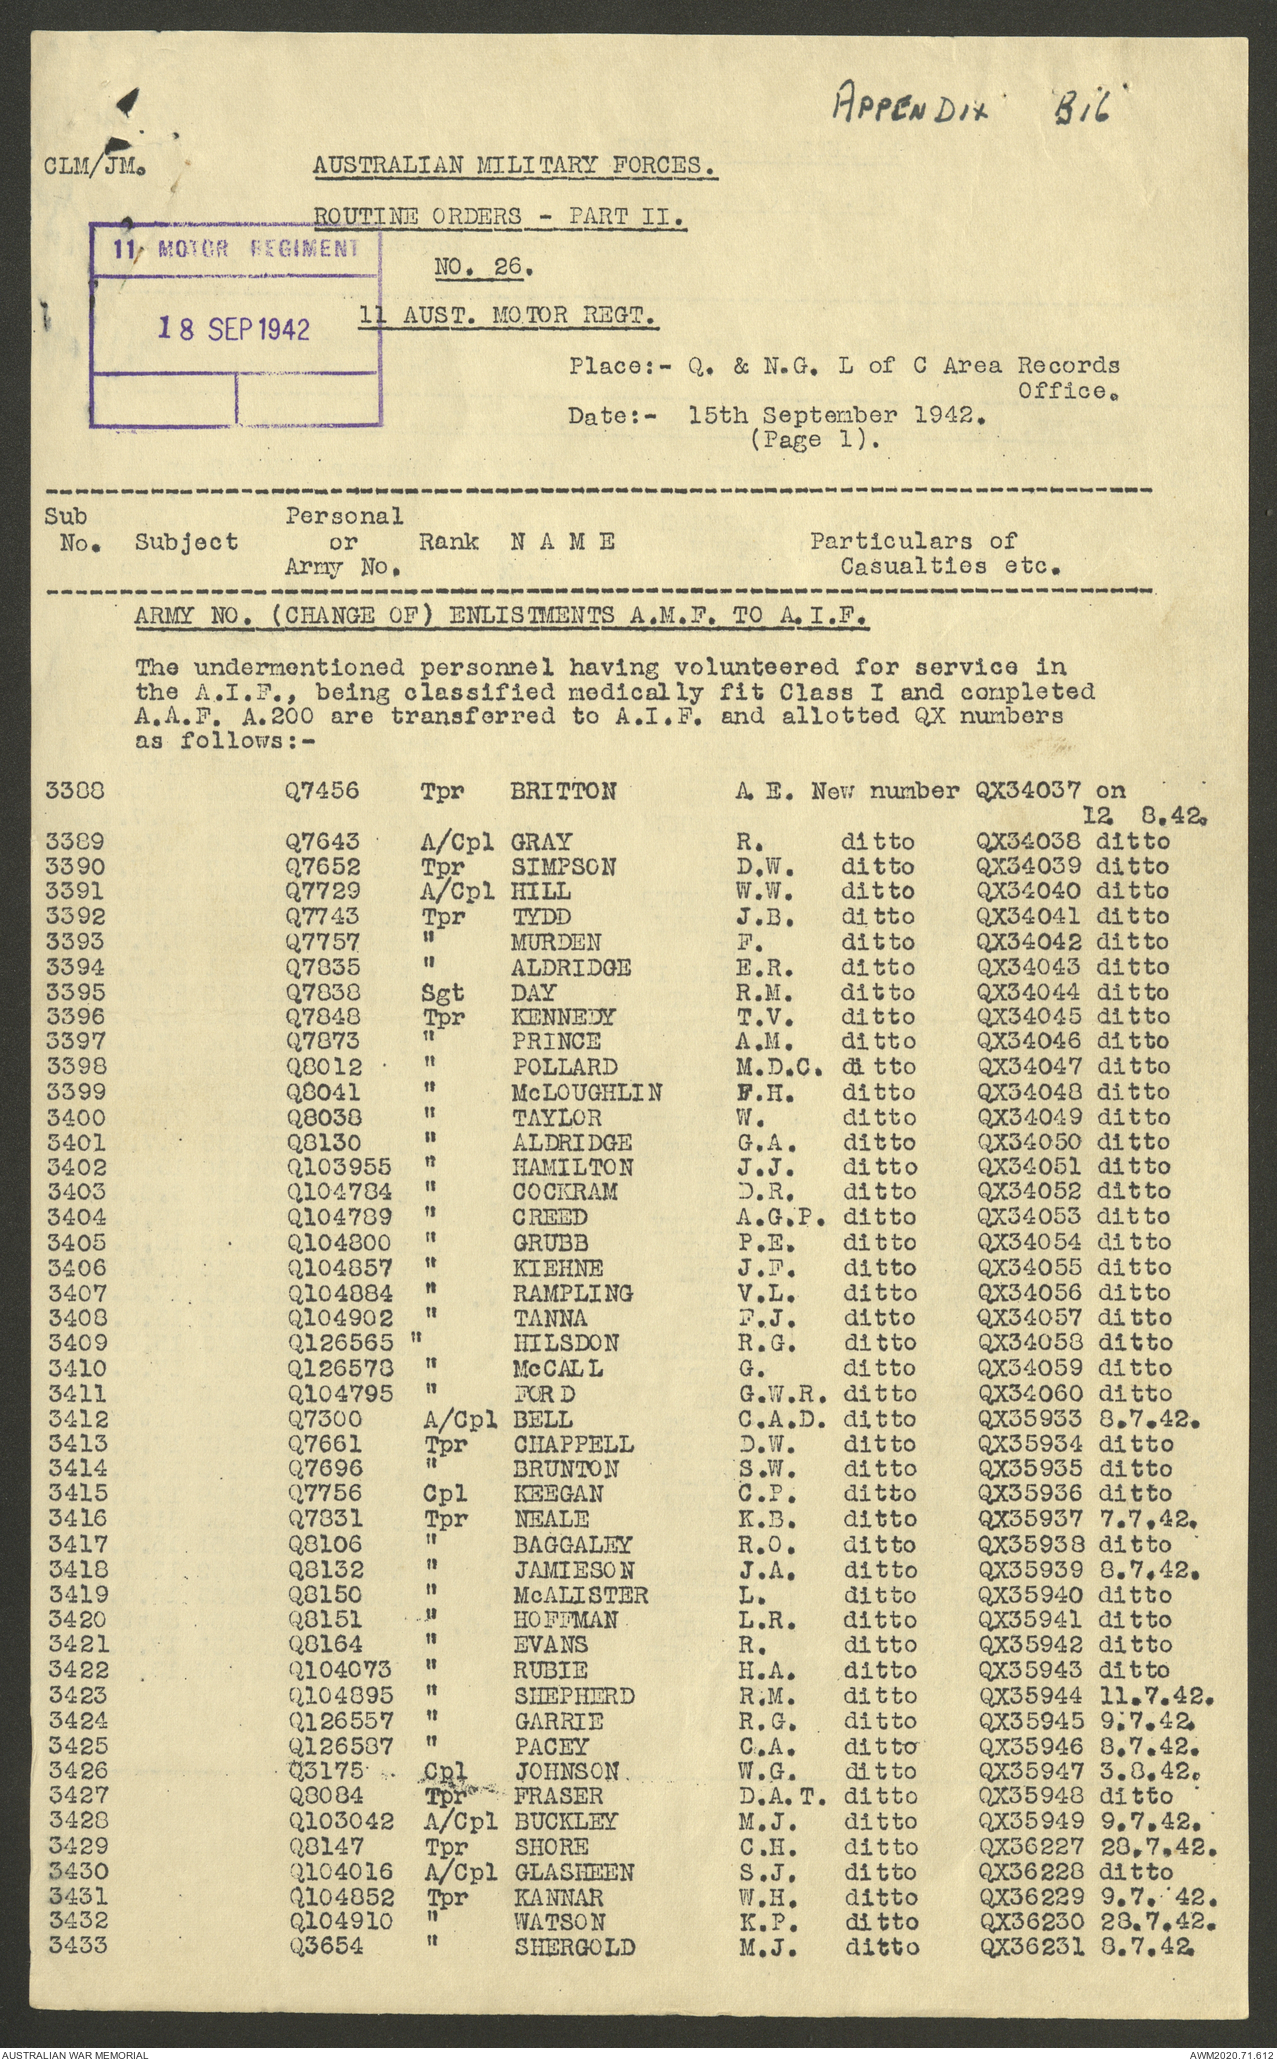 APPENDIX B16
CLM/JM.
AUSTRALIAN MILITARY FORCES.
ROUTINE ORDERS - PART II.
11 MOTOR REGIMENT
NO. 26.
18 SEP 1942
11 AUST. MOTOR REGT.
Place:- Q. & N.G. L of C Area Records
Office.
Date:- 15th September 1942.
(Page 1).
Sub Personal
No. Subject or Rank N A M E Particulars of
Army No. Casualties etc.
ARMY NO. (CHANGE OF) ENLISTMENTS A.M.F. TO A.I.F.
The undermentioned personnel having volunteered for service in
the A.I.F., being classified medically fit Class I and completed
A.A.F. A.200 are transferred to A.I.F. and allotted QX numbers
as follows:-
3388 Q7456 Tpr BRITTON A. E. New number QX34037 on
12 8.42.
3389 Q7643 A/Cpl GRAY R. ditto QX34038 ditto
3390 Q7652 Tpr SIMPSON D.W. ditto QX34039 ditto
3391 Q7729 A/Cpl HILL W.W. ditto QX34040 ditto
3392 Q7743 Tpr TYDD J.B. ditto QX34041 ditto
3393 Q7757 " MURDEN F. ditto QX34042 ditto
3394 Q7835 " ALDRIDGE E.R. ditto QX34043 ditto
3395 Q7838 Sgt DAY R.M. ditto QX34044 ditto
3396 Q7848 Tpr KENNEDY T.V. ditto QX34045 ditto
3397 Q7873 " PRINCE A.M. ditto QX34046 ditto
3398 Q8012 " POLLARD M.D.C. ditto QX34047 ditto
3399 Q8041 " McLOUGHLIN F.H. ditto QX34048 ditto
3400 Q8038 " TAYLOR W. ditto QX34049 ditto
3401 Q8130 " ALDRIDGE G.A. ditto QX34050 ditto
3402 Q103955 " HAMILTON J.J. ditto QX34051 ditto
3403 Q104784 " COCKRAM D.R. ditto QX34052 ditto
3404 Q104789 " CREED A.G.P. ditto QX34053 ditto
3405 Q104800 " GRUBB P.E. ditto QX34054 ditto
3406 Q104857 " KIEHNE J.F. ditto QX34055 ditto
3407 Q104884 " RAMPLING V.L. ditto QX34056 ditto
3408 Q104902 " TANNA F.J. ditto QX34057 ditto
3409 Q126565 " HILSDON R.G. ditto QX34058 ditto
3410 Q126578 " McCALL G. ditto QX34059 ditto
3411 Q104795 " FORD G.W.R. ditto QX34060 ditto
3412 Q7300 A/Cpl BELL C.A.D. ditto QX35933 8.7.42.
3413 Q7661 Tpr CHAPPELL D.W. ditto QX35934 ditto
3414 Q7696 " BRUNTON S.W. ditto QX35935 ditto
3415 Q7756 Cpl KEEGAN C.P. ditto QX35936 ditto
3416 Q7831 Tpr NEALE K.B. ditto QX35937 7.7.42.
3417 Q8106 " BAGGALEY R.O. ditto QX35938 ditto
3418 Q8132 " JAMIESON J.A. ditto QX35939 8.7.42.
3419 Q8150 " McALISTER L. ditto QX35940 ditto
3420 Q8151 " HOFFMAN L.R. ditto QX35941 ditto
3421 Q8164 " EVANS R. ditto QX35942 ditto
3422 Q104073 " RUBIE H.A. ditto QX35943 ditto
3423 Q104895 " SHEPHERD R.M. ditto QX35944 11.7.42.
3424 Q126557 " GARRIE R.G. ditto QX35945 9.7.42.
3425 Q126587 " PACEY C.A. ditto QX35946 8.7.42.
3426 Q3175 Cpl JOHNSON W.G. ditto QX35947 3.8.42.
3427 Q8084 Tpr FRASER D.A.T. ditto QX35948 ditto
3428 Q103042 A/Cpl BUCKLEY M.J. ditto QX35949 9.7.42.
3429 Q8147 Tpr SHORE C.H. ditto QX36227 28.7.42.
3430 Q104016 A/Cpl GLASHEEN S.J. ditto QX36228 ditto
3431 Q104852 Tpr KANNAR W.H. ditto QX36229 9.7. 42.
3432 Q104910 " WATSON K.P. ditto QX36230 28.7.42.
3433 Q3654 " SHERGOLD M.J. ditto QX36231 8.7.42.
AUSTRALIAN WAR MEMORIAL AWM2020.71.612